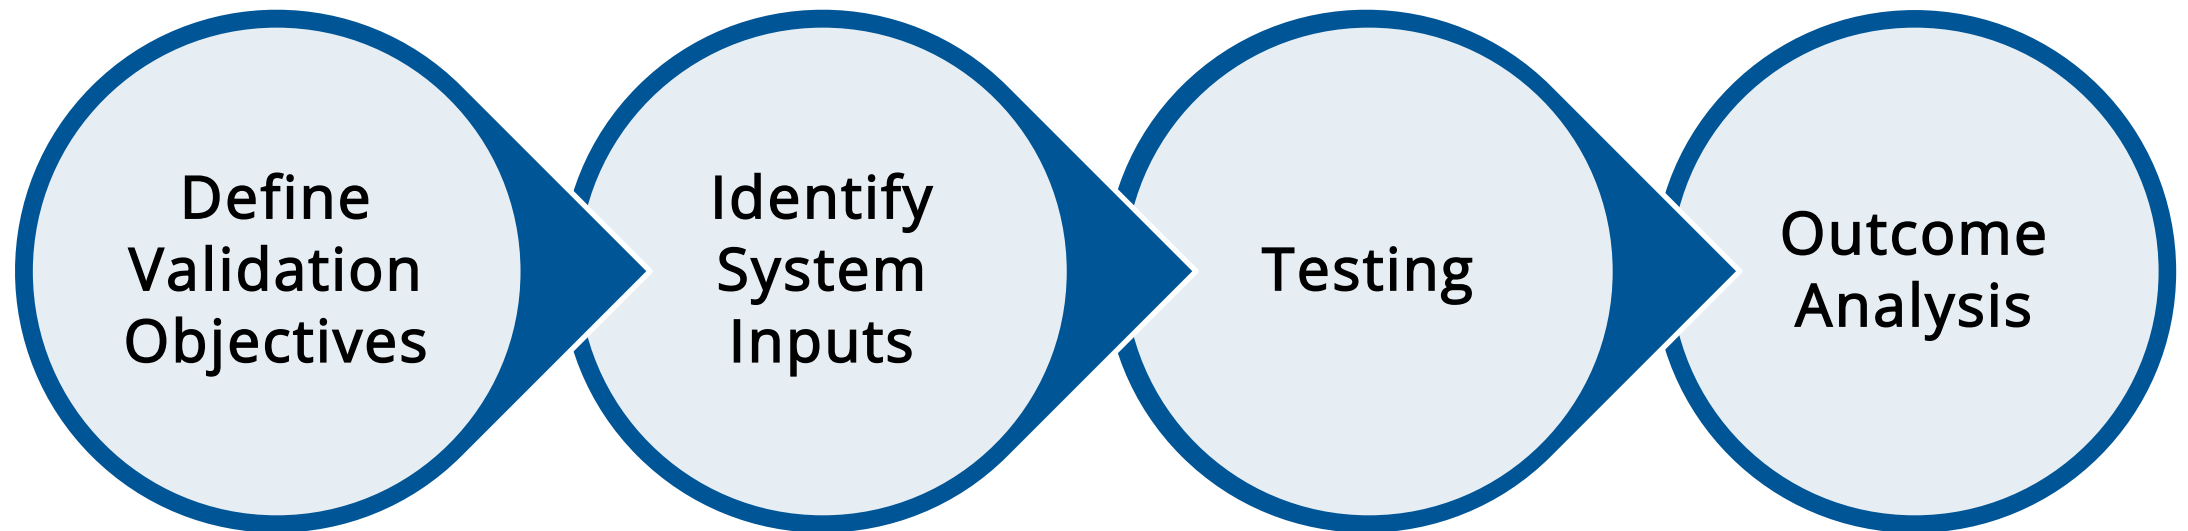 Define
Validation
Objectives
Identify
System
Inputs
Testing
Outcome
Analysis